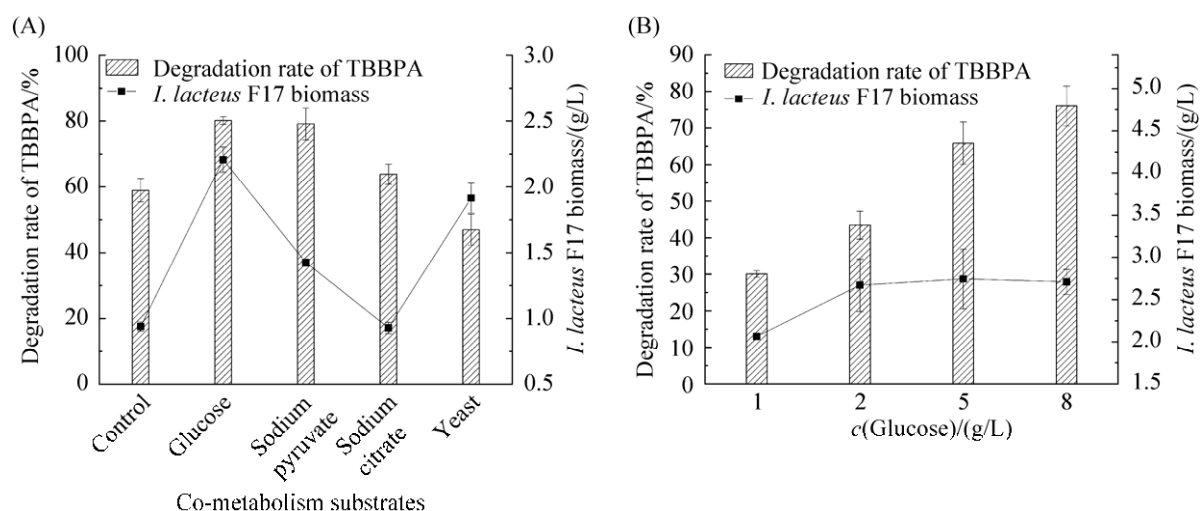 (A)
Degradation rate of TBBPA/%
100
80
60
40
20
0
Degradation rate of TBBPA
I. lacteus F17 biomass
3.0
2.5
2.0
1.5
1.0
0.5
I. lacteus F17 biomass/(g/L)
Control
Glucose
Sodium
pyruvate
Sodium
citrate
Yeast
Co-metabolism substrates
(B)
Degradation rate of TBBPA/%
90
80
70
60
50
40
30
20
10
0
Degradation rate of TBBPA
I. lacteus F17 biomass
5.0
4.5
4.0
3.5
3.0
2.5
2.0
1.5
I. lacteus F17 biomass/(g/L)
1 2 5 8
c(Glucose)/(g/L)